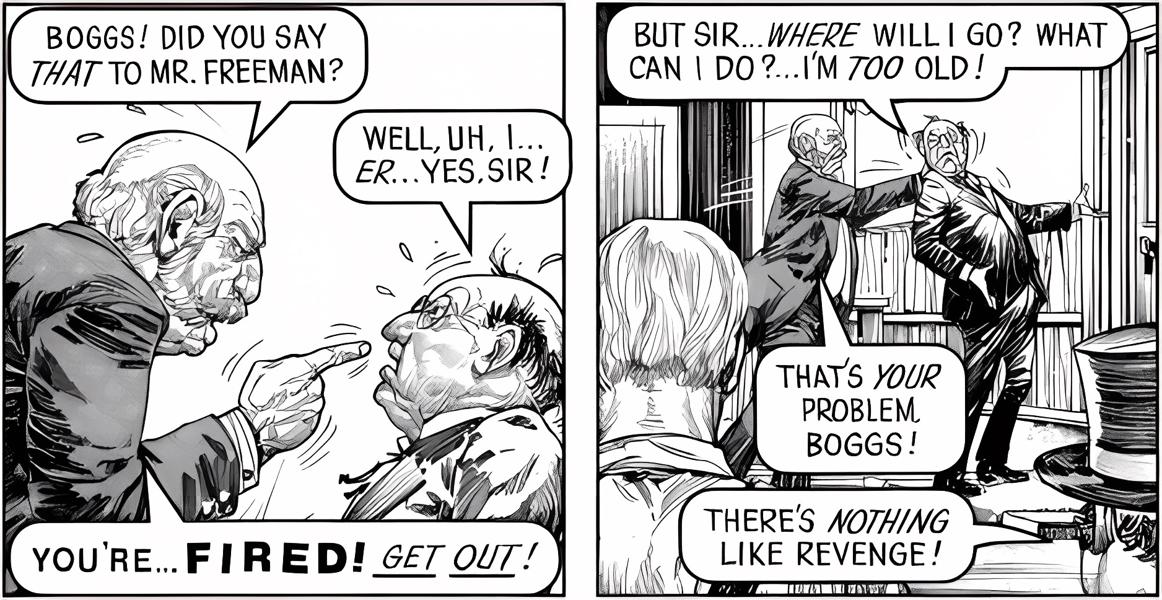 BOGGS! DID YOU SAY
THAT TO MR. FREEMAN?
WELL, UH, I...
ER...YES, SIR!
YOU'RE... FIRED! GET OUT!
BUT SIR...WHERE WILL I GO? WHAT
CAN I DO?...I'M TOO OLD!
THAT'S YOUR
PROBLEM,
BOGGS!
THERE'S NOTHING
LIKE REVENGE!